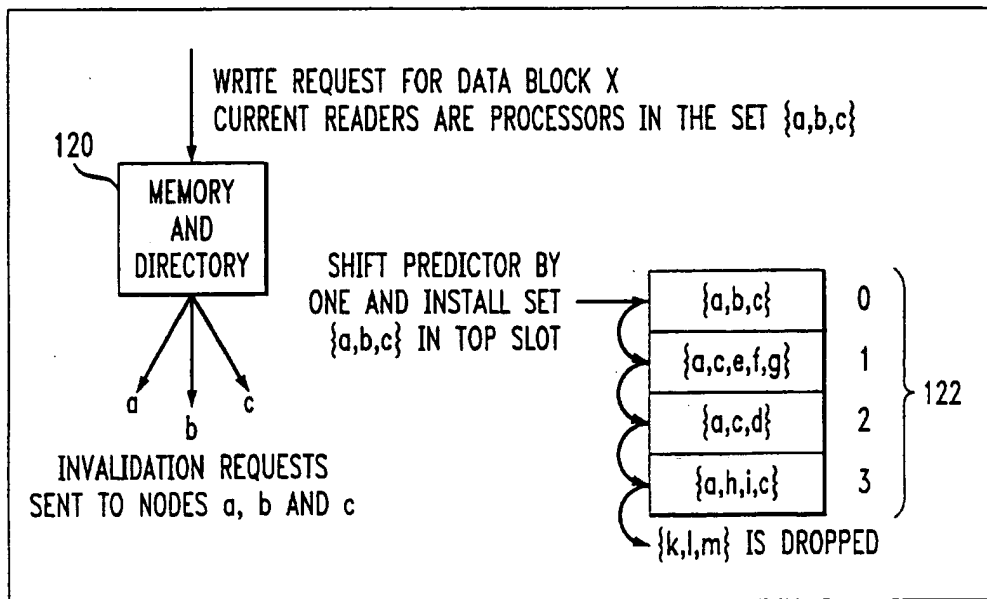 WRITE REQUEST FOR DATA BLOCK X
CURRENT READERS ARE PROCESSORS IN THE SET {a,b,c}
120
MEMORY
AND
DIRECTORY
a
b
c
INVALIDATION REQUESTS
SENT TO NODES a, b AND c
SHIFT PREDICTOR BY
ONE AND INSTALL SET
{a,b,c} IN TOP SLOT
{a,b,c} 0
{a,c,e,f,g} 1
{a,c,d} 2
{a,h,i,c} 3
122
{k,l,m} IS DROPPED